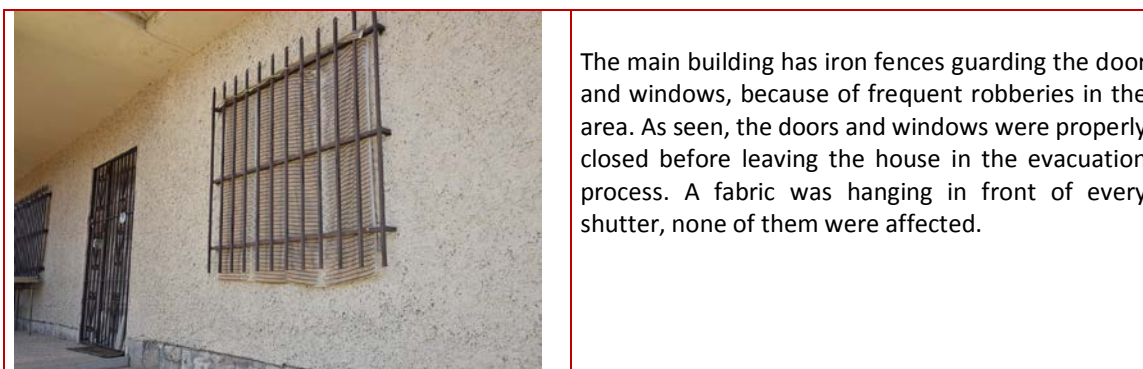 The main building has iron fences guarding the door
and windows, because of frequent robberies in the
area. As seen, the doors and windows were properly
closed before leaving the house in the evacuation
process. A fabric was hanging in front of every
shutter, none of them were affected.